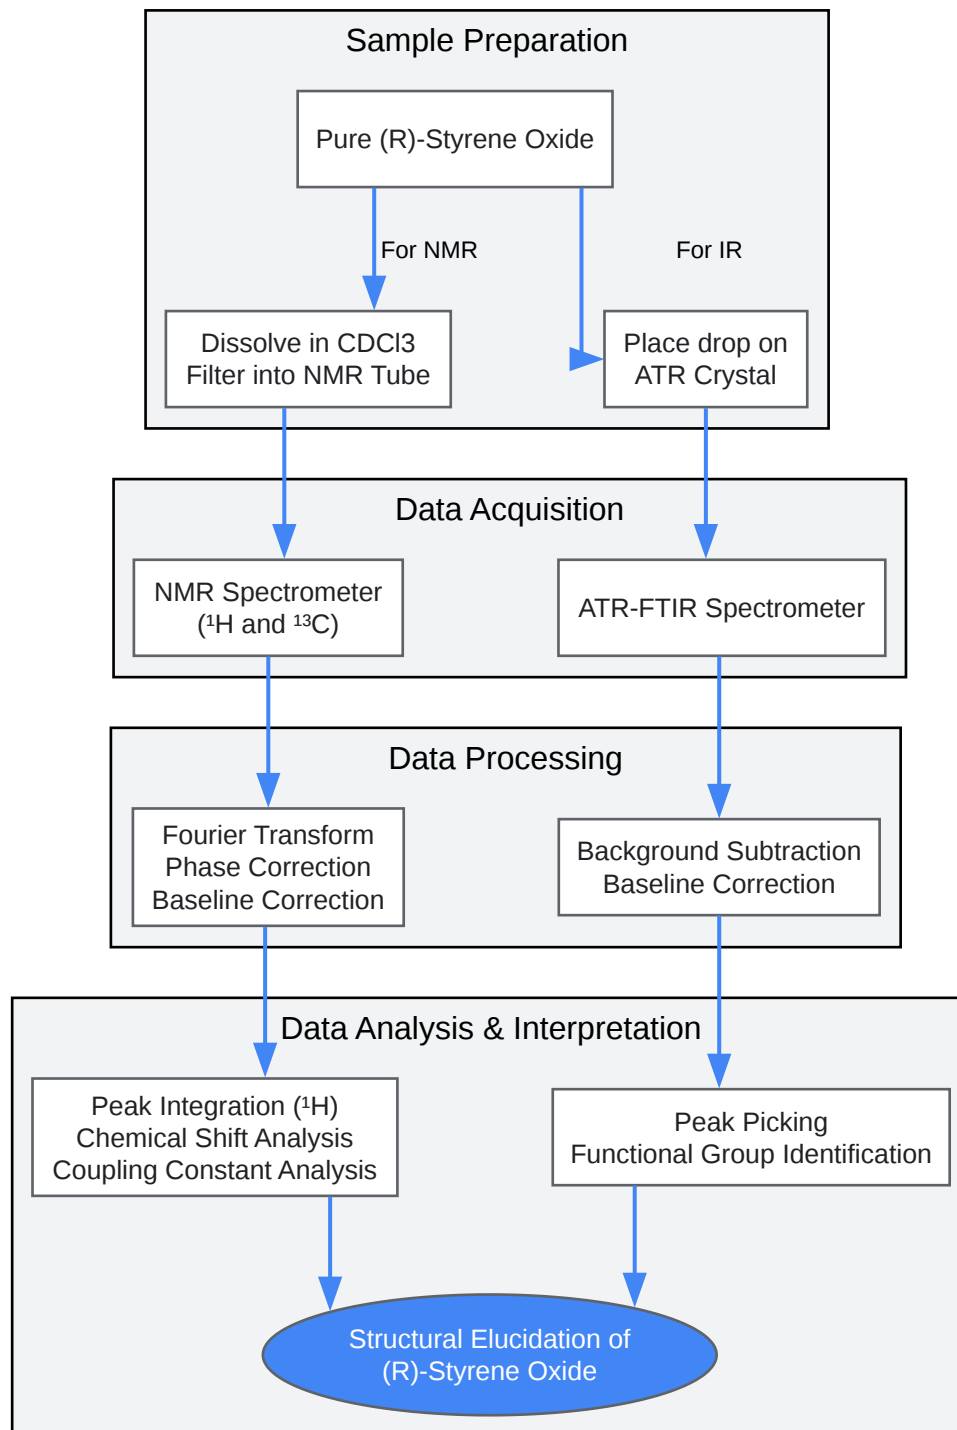 Sample Preparation
Pure (R)-Styrene Oxide
For NMR
For IR
Dissolve in CDCl3
Filter into NMR Tube
Place drop on
ATR Crystal
Data Acquisition
NMR Spectrometer
(¹H and ¹³C)
ATR-FTIR Spectrometer
Data Processing
Fourier Transform
Phase Correction
Baseline Correction
Background Subtraction
Baseline Correction
Data Analysis & Interpretation
Peak Integration (¹H)
Chemical Shift Analysis
Coupling Constant Analysis
Peak Picking
Functional Group Identification
Structural Elucidation of
(R)-Styrene Oxide